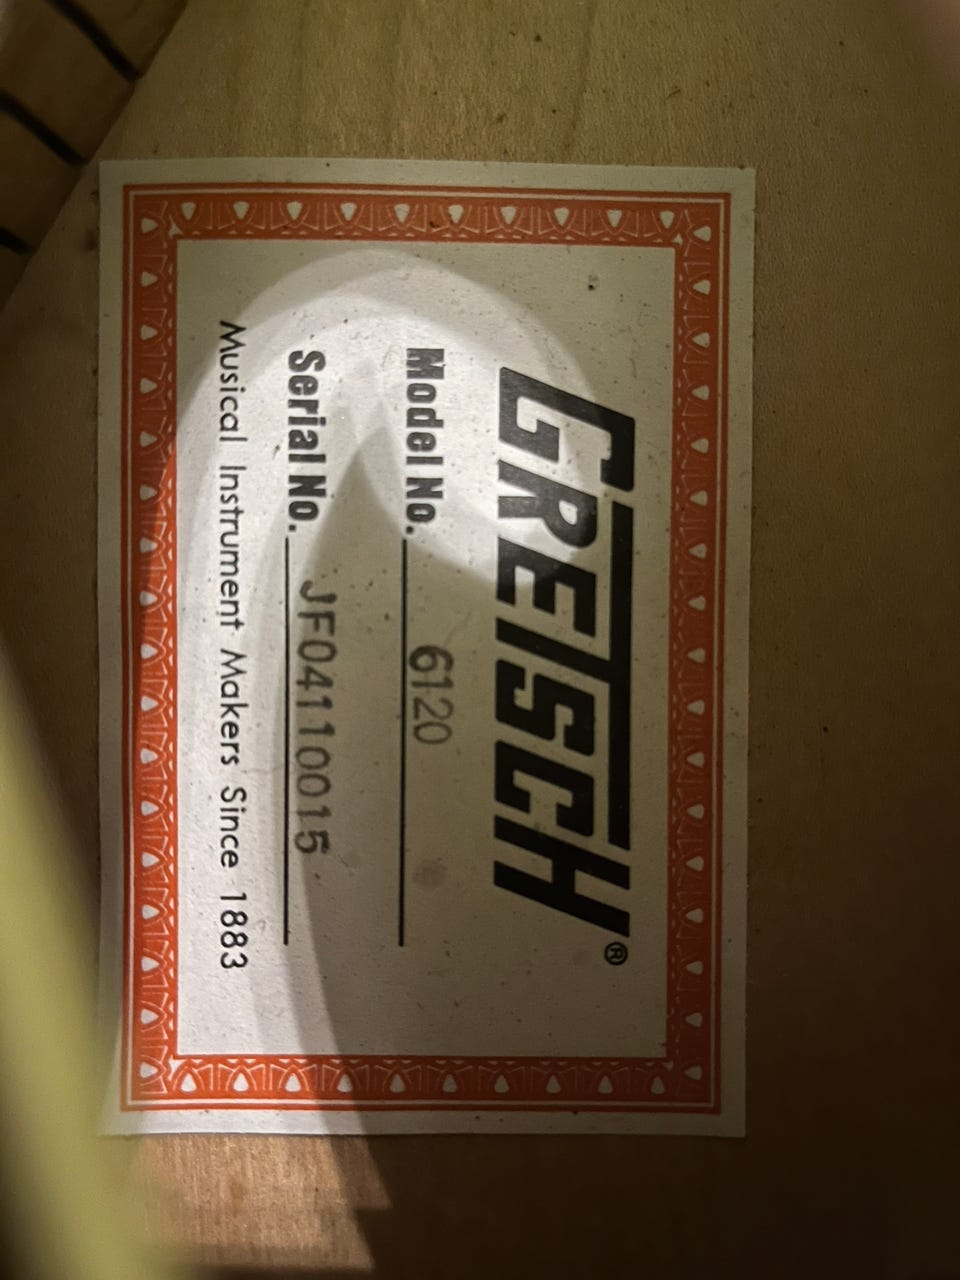 GRETSCH®
Model No. 6120
Serial No. JF04110015
Musical Instrument Makers Since 1883